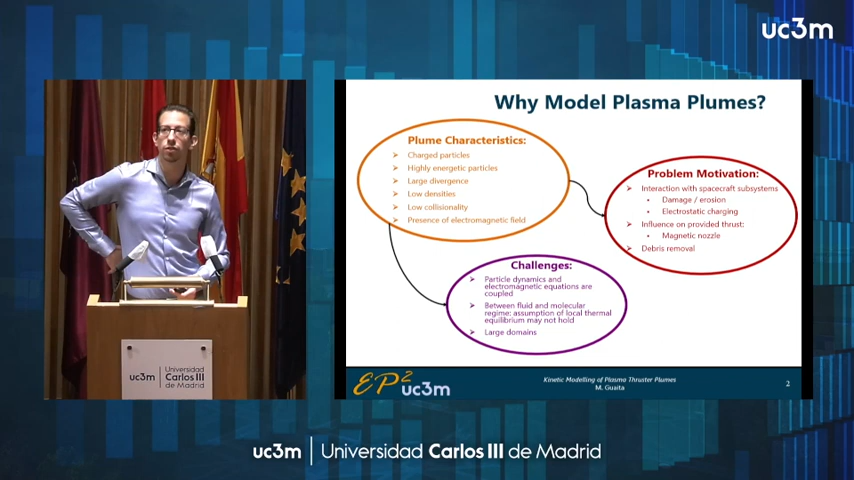 uc3m
Why Model Plasma Plumes?
Plume Characteristics:
Charged particles
Highly energetic particles
Large divergence
Low densities
Low collisionality
Presence of electromagnetic field
Problem Motivation:
Interaction with spacecraft subsystems
Damage / erosion
Electrostatic charging
Influence on provided thrust:
Magnetic nozzle
Debris removal
Challenges:
Particle dynamics and
electromagnetic equations are
coupled
Between fluid and molecular
regime: assumption of local thermal
equilibrium may not hold
Large domains
EP2 uc3m
Kinetic Modelling of Plasma Thruster Plumes
M. Guaita
2
uc3m | Universidad
Carlos III
de Madrid
uc3m | Universidad Carlos III de Madrid